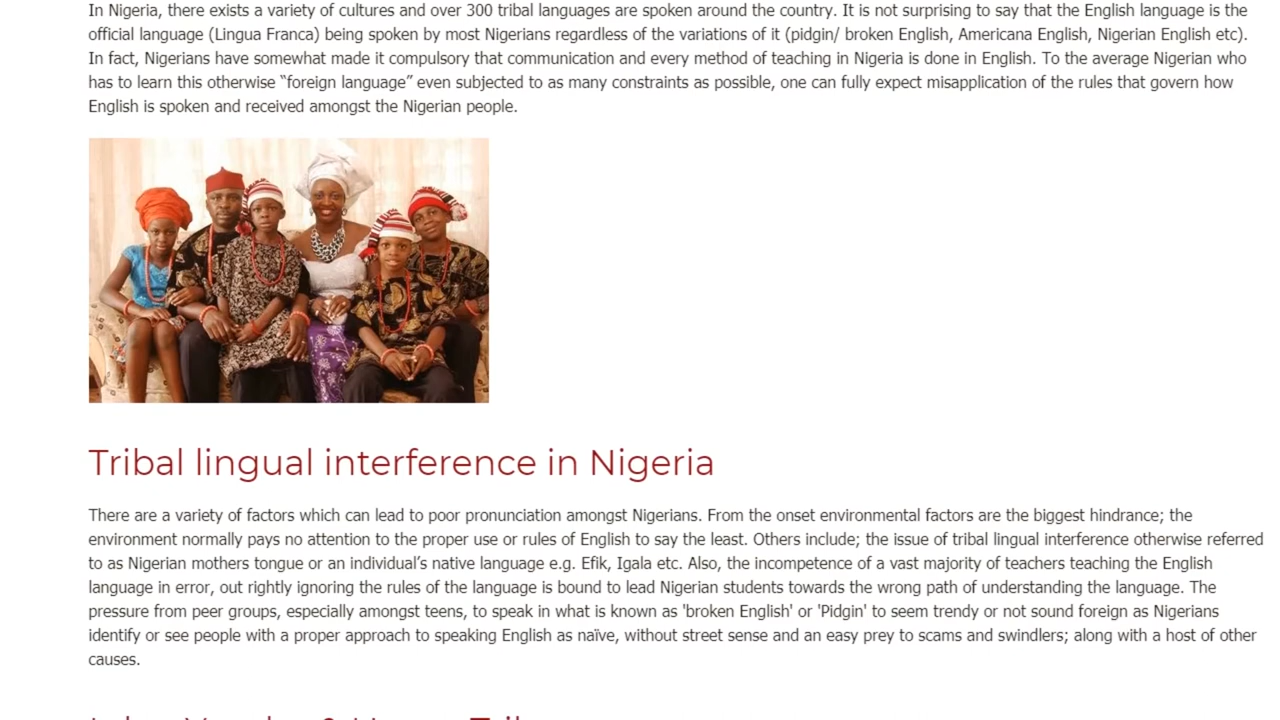 In Nigeria, there exists a variety of cultures and over 300 tribal languages are spoken around the country. It is not surprising to say that the English language is the
official language (Lingua Franca) being spoken by most Nigerians regardless of the variations of it (pidgin/ broken English, Americana English, Nigerian English etc).
In fact, Nigerians have somewhat made it compulsory that communication and every method of teaching in Nigeria is done in English. To the average Nigerian who
has to learn this otherwise “foreign language” even subjected to as many constraints as possible, one can fully expect misapplication of the rules that govern how
English is spoken and received amongst the Nigerian people.
Tribal lingual interference in Nigeria
There are a variety of factors which can lead to poor pronunciation amongst Nigerians. From the onset environmental factors are the biggest hindrance; the
environment normally pays no attention to the proper use or rules of English to say the least. Others include; the issue of tribal lingual interference otherwise referred
to as Nigerian mothers tongue or an individual’s native language e.g. Efik, Igala etc. Also, the incompetence of a vast majority of teachers teaching the English
language in error, out rightly ignoring the rules of the language is bound to lead Nigerian students towards the wrong path of understanding the language. The
pressure from peer groups, especially amongst teens, to speak in what is known as 'broken English' or 'Pidgin' to seem trendy or not sound foreign as Nigerians
identify or see people with a proper approach to speaking English as naïve, without street sense and an easy prey to scams and swindlers; along with a host of other
causes.